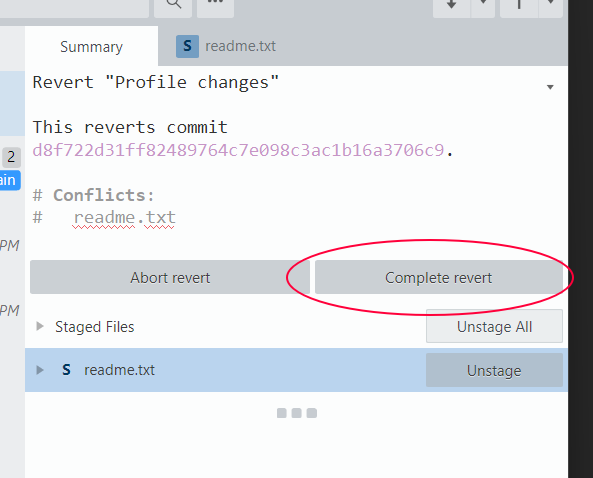 Summary
S readme.txt
Revert "Profile changes"
This reverts commit
d8f722d31ff82489764c7e098c3ac1b16a3706c9.
# Conflicts:
2
ain
#   readme.txt
PM
Abort revert
Complete revert
PM
Staged Files
Unstage All
S readme.txt
Unstage